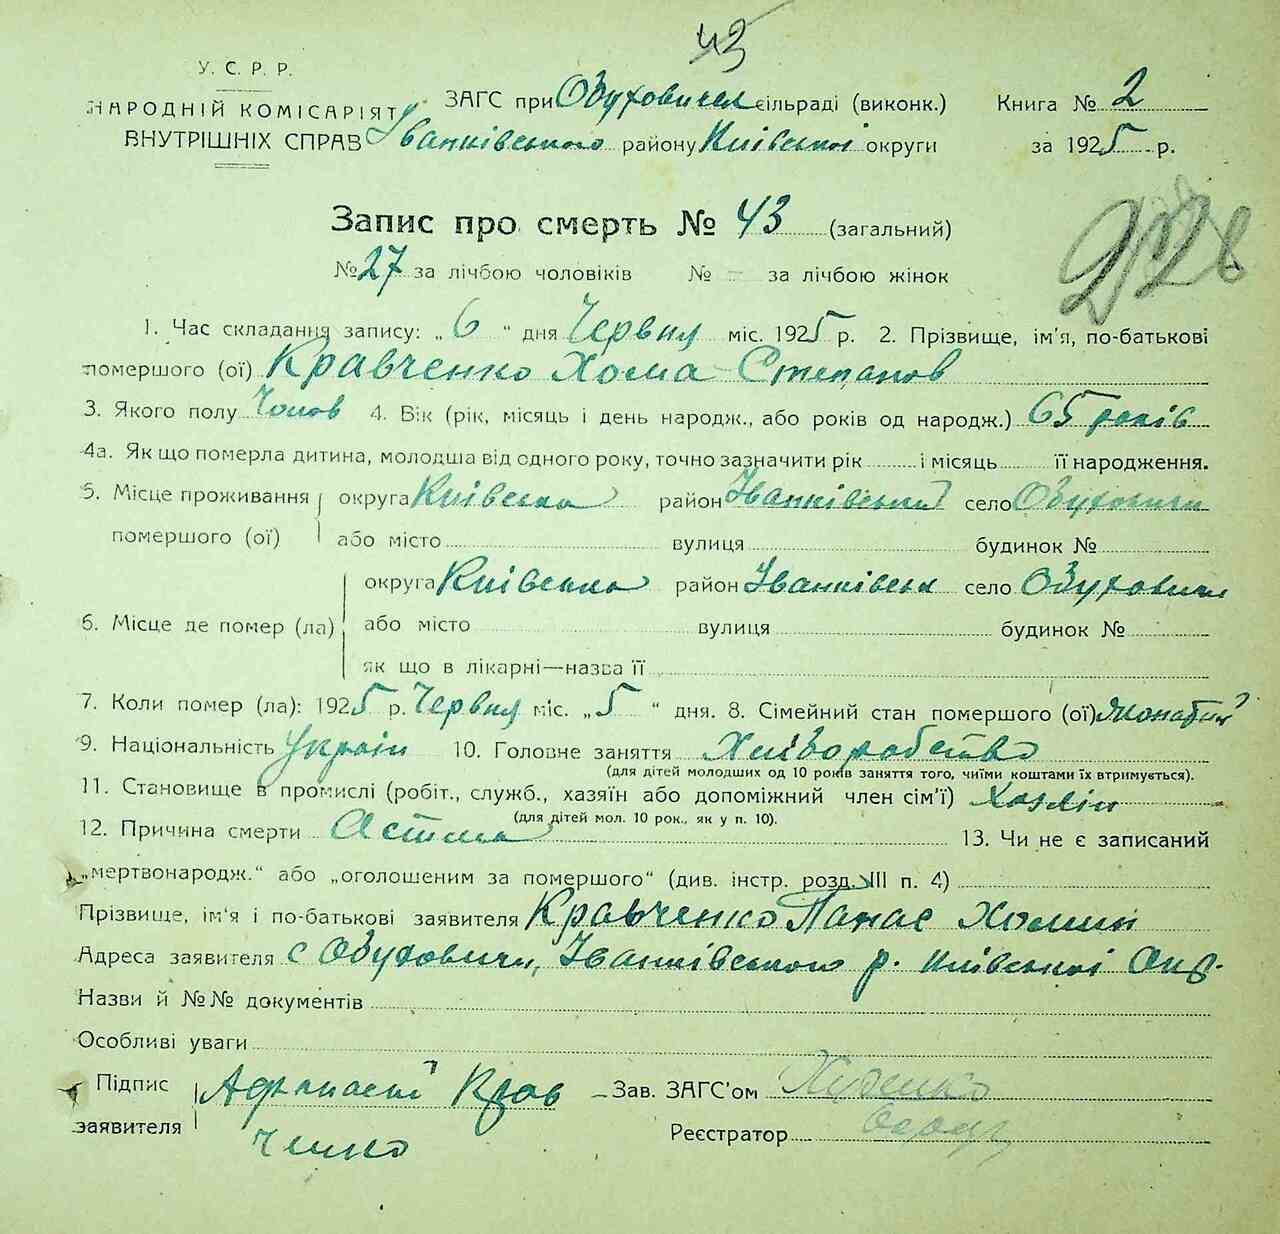 43
У. С. Р. Р.
НАРОДНІЙ КОМІСАРІЯТ
ВНУТРІШНІХ СПРАВ
ЗАГС при Обуховичел сільраді (виконк.) Книга № 2
Іванківського району Київської округи за 1925 р.
Запис про смерть № 43 (загальний)
№ 27 за лічбою чоловіків № – за лічбою жінок
1. Час складання запису: „ 6 “ дня Червня міс. 1925 р. 2. Прізвище, ім'я, по-батькові
помершого (ої) Кравченко Хома Степанов
3. Якого полу Чолов 4. Вік (рік, місяць і день народж., або років од народж.) 65 років
4а. Як що померла дитина, молодша від одного року, точно зазначити рік і місяць її народження.
5. Місце проживання округа Київська район Іванківський село Обуховичи
помершого (ої) або місто вулиця будинок №
округа Київська район Іванківськ село Обуховичи
6. Місце де помер (ла) або місто вулиця будинок №
як що в лікарні—назва її
7. Коли помер (ла): 1925 р. Червня міс. „ 5 “ дня. 8. Сімейний стан помершого (ої) Жонатий
9. Національність Україн 10. Головне заняття Хліборобство
(для дітей молодших од 10 років заняття того, чиїми коштами їх втримується).
11. Становище в промислі (робіт., служб., хазяїн або допоміжний член сім'ї) Хазяін
(для дітей мол. 10 рок., як у п. 10).
12. Причина смерти Астма 13. Чи не є записаний
„мертвонародж.“ або „оголошеним за помершого“ (див. інстр. розд. III п. 4)
Прізвище, ім'я і по-батькові заявителя Кравченко Панас Хомин
Адреса заявителя с Обуховичи, Іванківського р. Київської Окр.
Назви й №№ документів
Особливі уваги
Підпис заявителя Афанасий Крав
ченко
Зав. ЗАГС'ом
Реєстратор